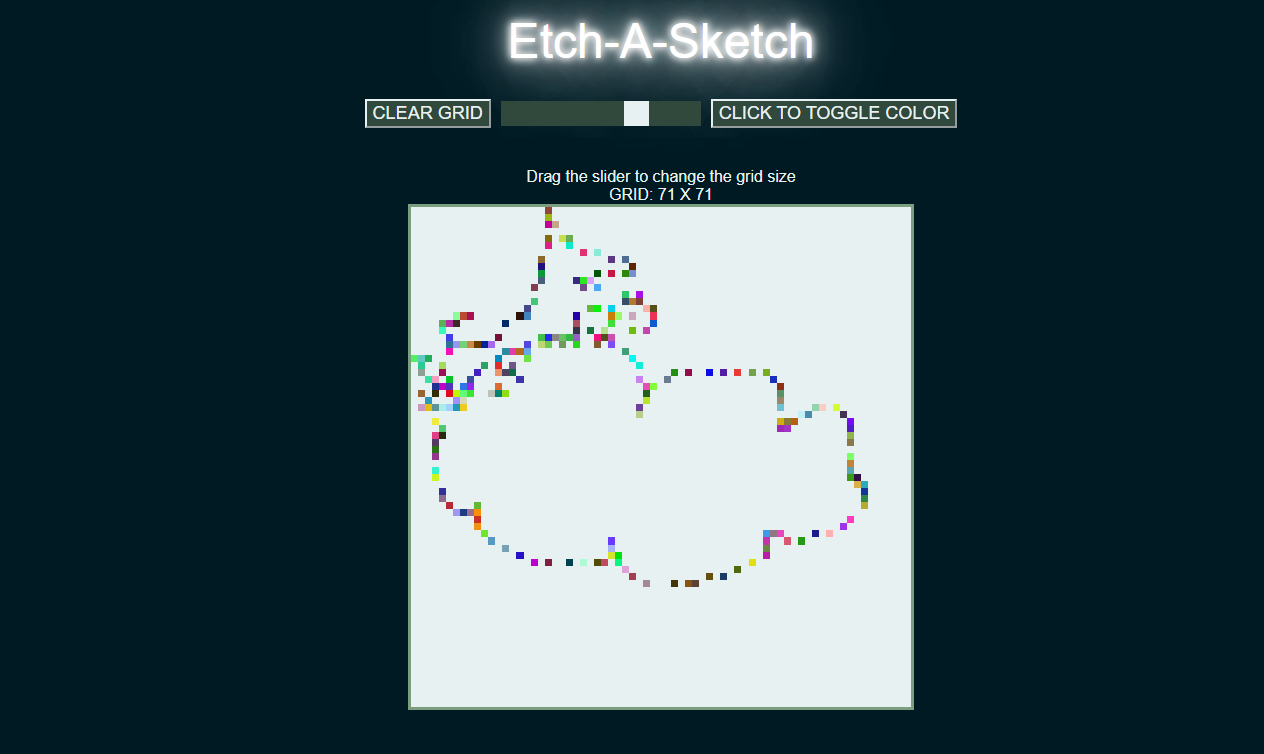 Etch-A-Sketch
CLEAR GRID
CLICK TO TOGGLE COLOR
Drag the slider to change the grid size
GRID: 71 X 71